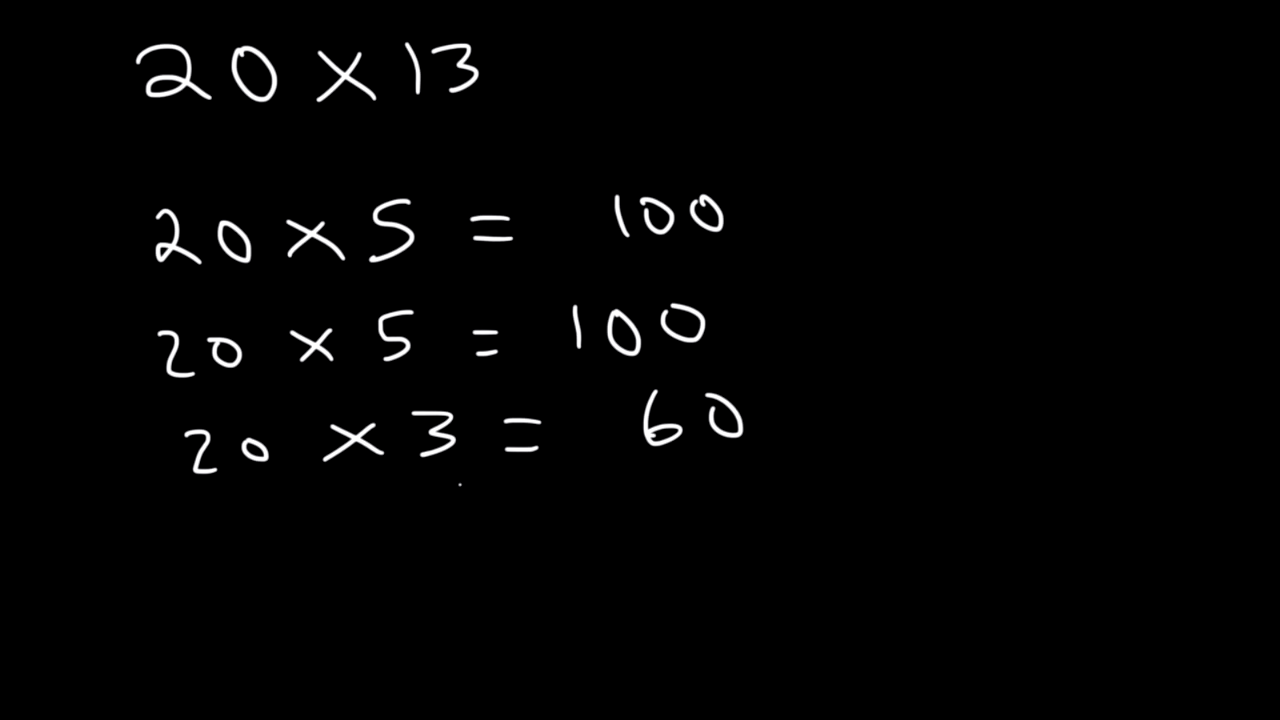 20 × 13
20 × 5 = 100
20 × 5 = 100
20 × 3 = 60